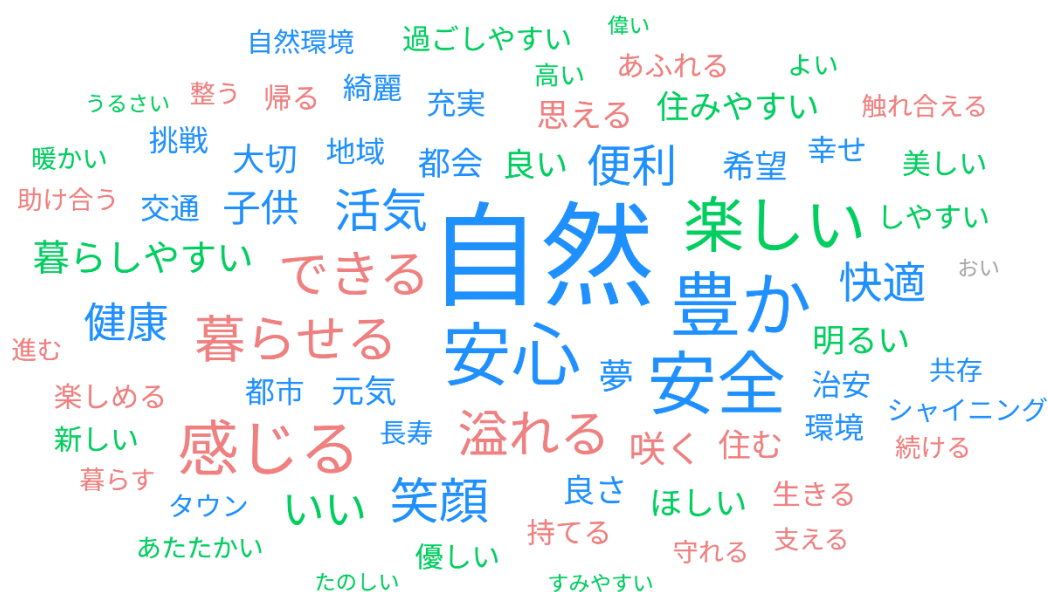 偉い
自然環境 過ごしやすい
あふれる よい
高い
うるさい 整う 帰る 綺麗 充実 思える 住みやすい 触れ合える
挑戦 地域 幸せ
暖かい 大切 都会 良い 便利 希望 美しい
助け合う 交通 子供 活気 自然 楽しい しやすい
暮らしやすい できる 豊か 快適 おい
健康 暮らせる 安心 明るい
進む 夢 安全 治安 共存
楽しめる 都市 元気 シャイニング
新しい 感じる 長寿 溢れる 咲く 住む 環境 続ける
暮らす タウン いい 笑顔 良さ ほしい 生きる
あたたかい 優しい 持てる 守れる 支える
たのしい すみやすい